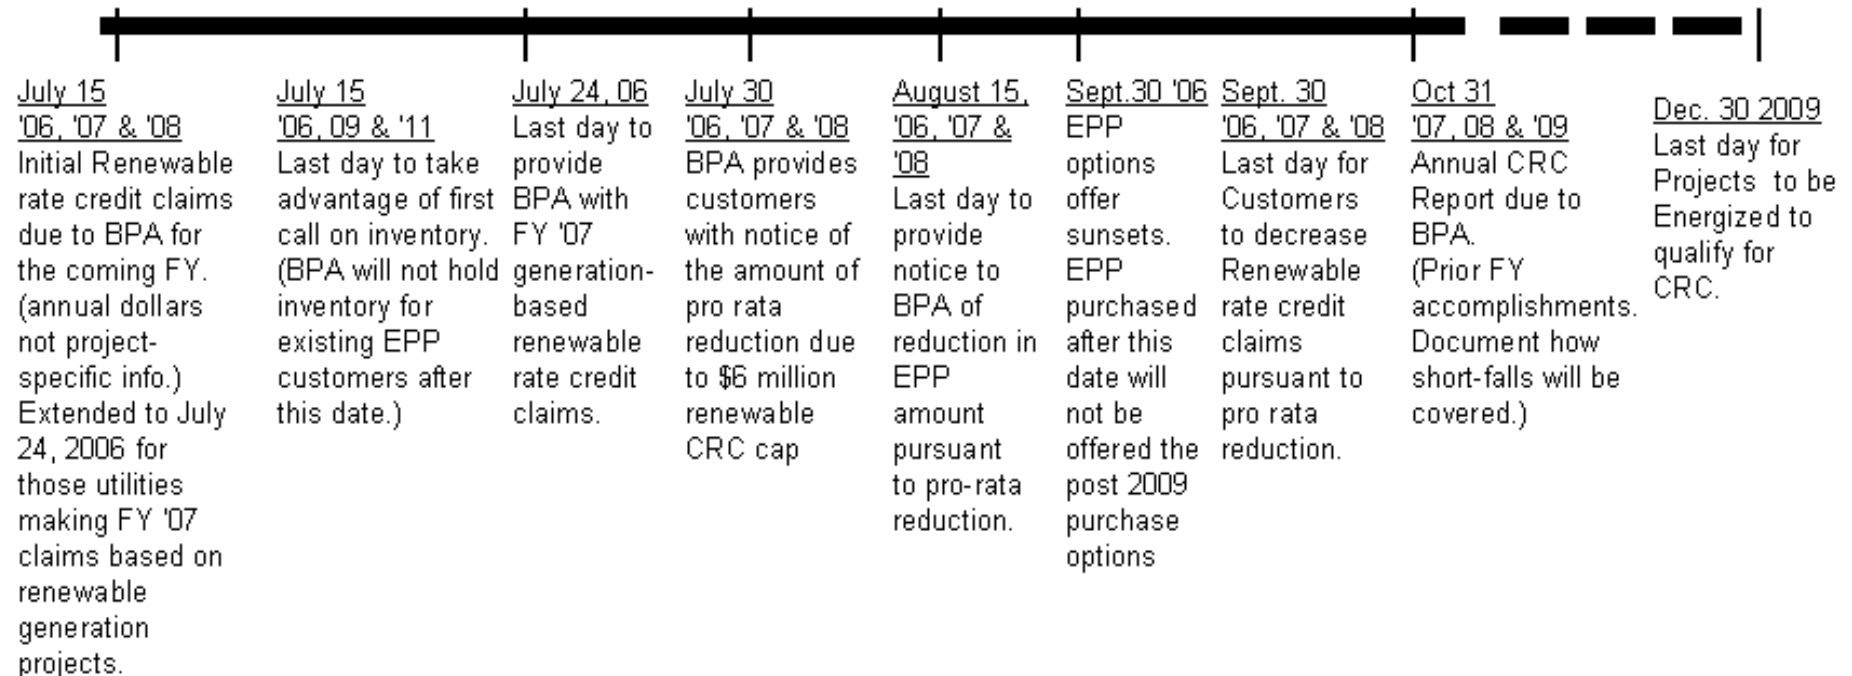 July 15
'06, '07 & '08
Initial Renewable
rate credit claims
due to BPA for
the coming FY.
(annual dollars
not project-
specific info.)
Extended to July
24, 2006 for
those utilities
making FY '07
claims based on
renewable
generation
projects.
July 15
'06, 09 & '11
Last day to take
advantage of first
call on inventory.
(BPA will not hold
inventory for
existing EPP
customers after
this date.)
July 24, 06
Last day to
provide
BPA with
FY '07
generation-
based
renewable
rate credit
claims.
July 30
'06, '07 & '08
BPA provides
customers
with notice of
the amount of
pro rata
reduction due
to $6 million
renewable
CRC cap
August 15,
'06, '07 &
'08
Last day to
provide
notice to
BPA of
reduction in
EPP
amount
pursuant
to pro-rata
reduction.
Sept.30 '06
EPP
options
offer
sunsets.
EPP
purchased
after this
date will
not be
offered the
post 2009
purchase
options
Sept. 30
'06, '07 & '08
Last day for
Customers
to decrease
Renewable
rate credit
claims
pursuant to
pro rata
reduction.
Oct 31
'07, 08 & '09
Annual CRC
Report due to
BPA.
(Prior FY
accomplishments.
Document how
short-falls will be
covered.)
Dec. 30 2009
Last day for
Projects to be
Energized to
qualify for
CRC.